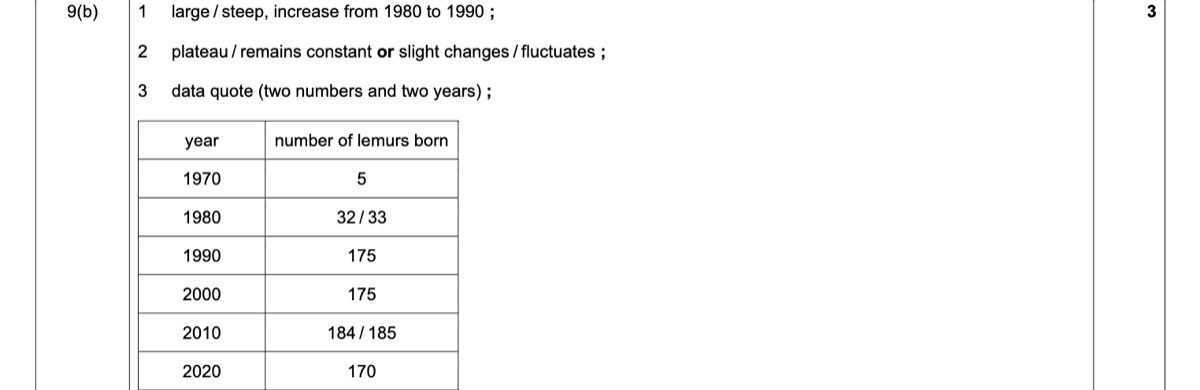 9(b) 1 large / steep, increase from 1980 to 1990 ; 3
2 plateau / remains constant or slight changes / fluctuates ;
3 data quote (two numbers and two years) ;
year number of lemurs born
1970 5
1980 32 / 33
1990 175
2000 175
2010 184 / 185
2020 170